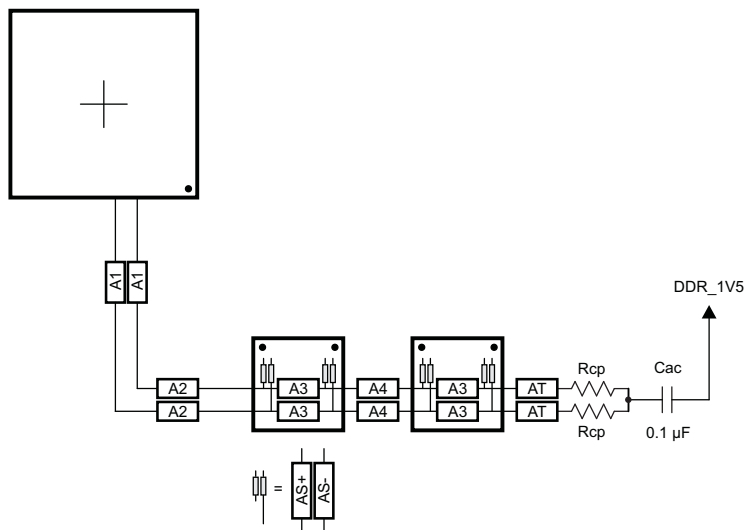 A1
A1
DDR_1V5
Rcp
Cac
A2
A3
A4
A3
AT
A2
A3
A4
A3
AT
Rcp
0.1 µF
=
AS+
AS-